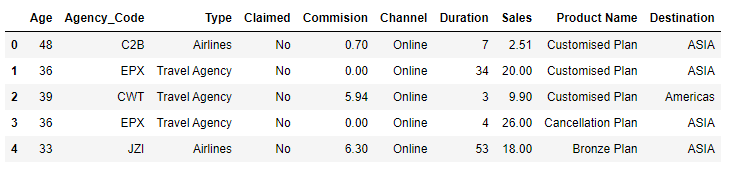 Age Agency_Code Type Claimed Commision Channel Duration Sales Product Name Destination
0 48 C2B Airlines No 0.70 Online 7 2.51 Customised Plan ASIA
1 36 EPX Travel Agency No 0.00 Online 34 20.00 Customised Plan ASIA
2 39 CWT Travel Agency No 5.94 Online 3 9.90 Customised Plan Americas
3 36 EPX Travel Agency No 0.00 Online 4 26.00 Cancellation Plan ASIA
4 33 JZI Airlines No 6.30 Online 53 18.00 Bronze Plan ASIA